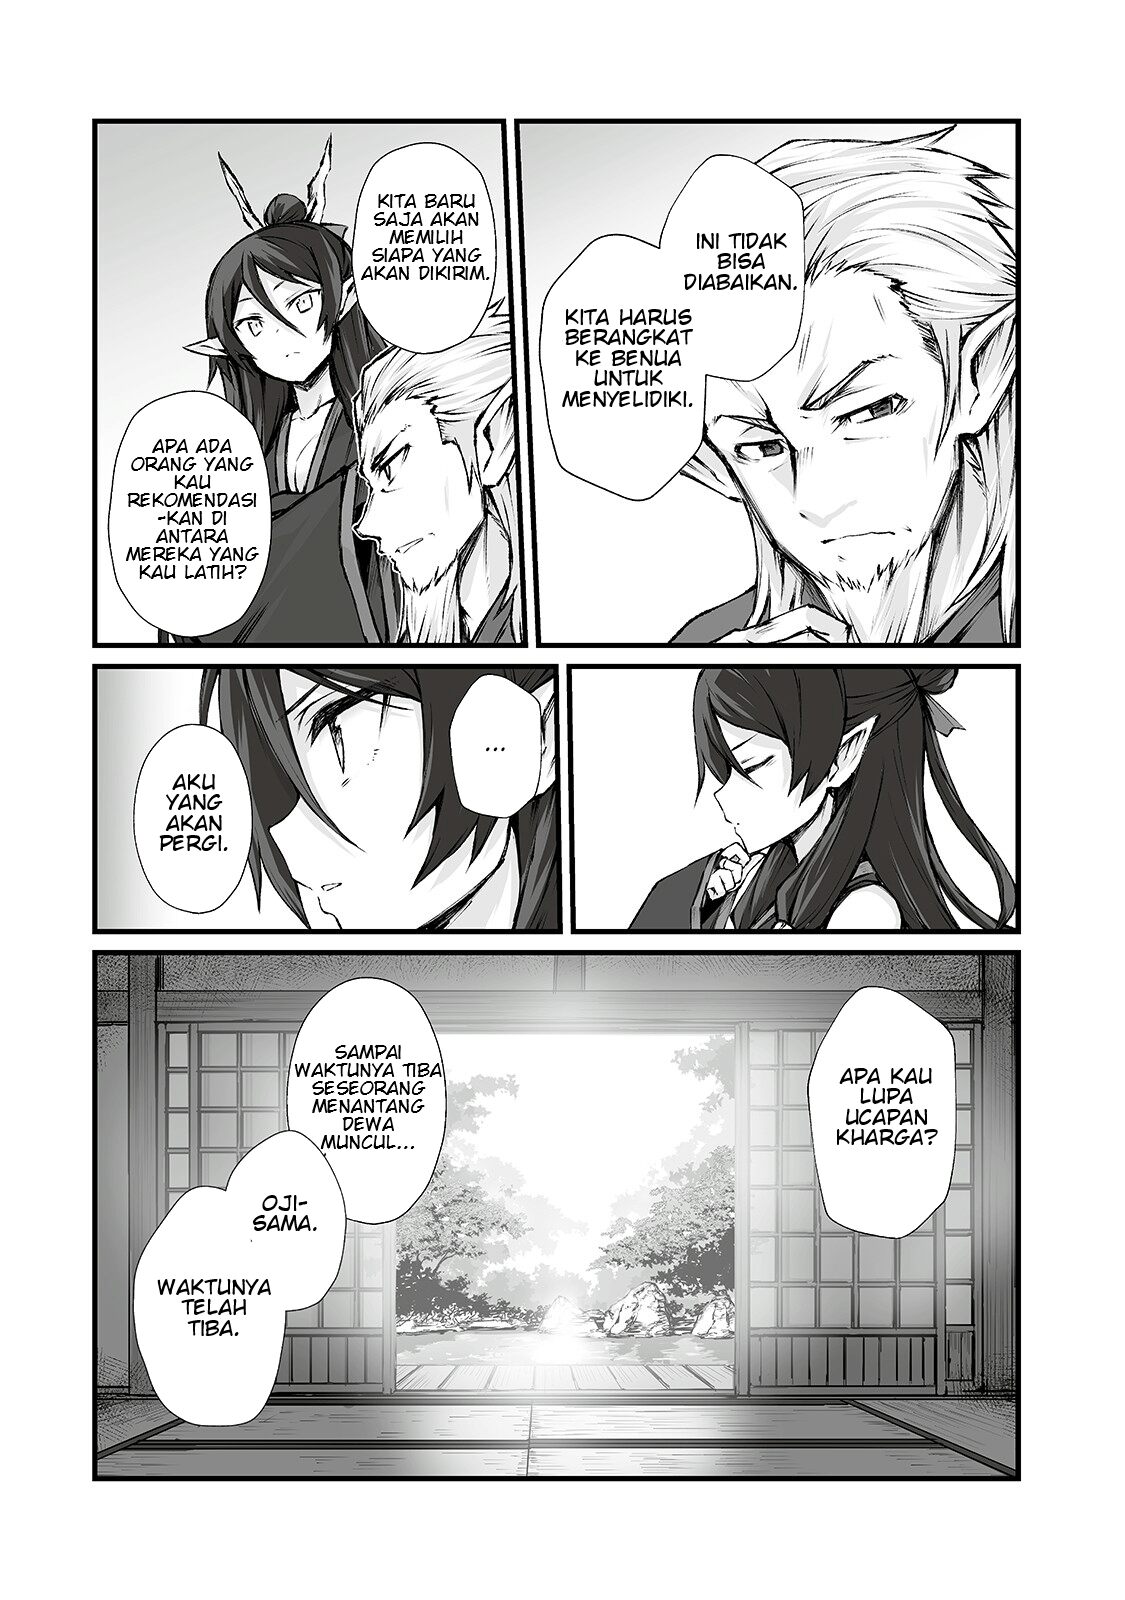 INI TIDAK
BISA
DIABAIKAN.
KITA HARUS
BERANGKAT
KE BENUA
UNTUK
MENYELIDIKI.
KITA BARU
SAJA AKAN
MEMILIH
SIAPA YANG
AKAN DIKIRIM.
APA ADA
ORANG YANG
KAU
REKOMENDASI
-KAN DI
ANTARA
MEREKA YANG
KAU LATIH?
...
AKU
YANG
AKAN
PERGI.
APA KAU
LUPA
UCAPAN
KHARGA?
SAMPAI
WAKTUNYA TIBA
SESEORANG
MENANTANG
DEWA
MUNCUL...
OJI-
SAMA.
WAKTUNYA
TELAH
TIBA.